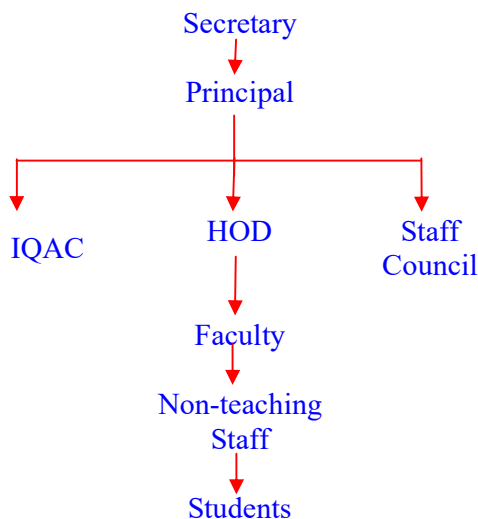 Secretary
Principal
IQAC
HOD
Staff
Council
Faculty
Non-teaching
Staff
Students